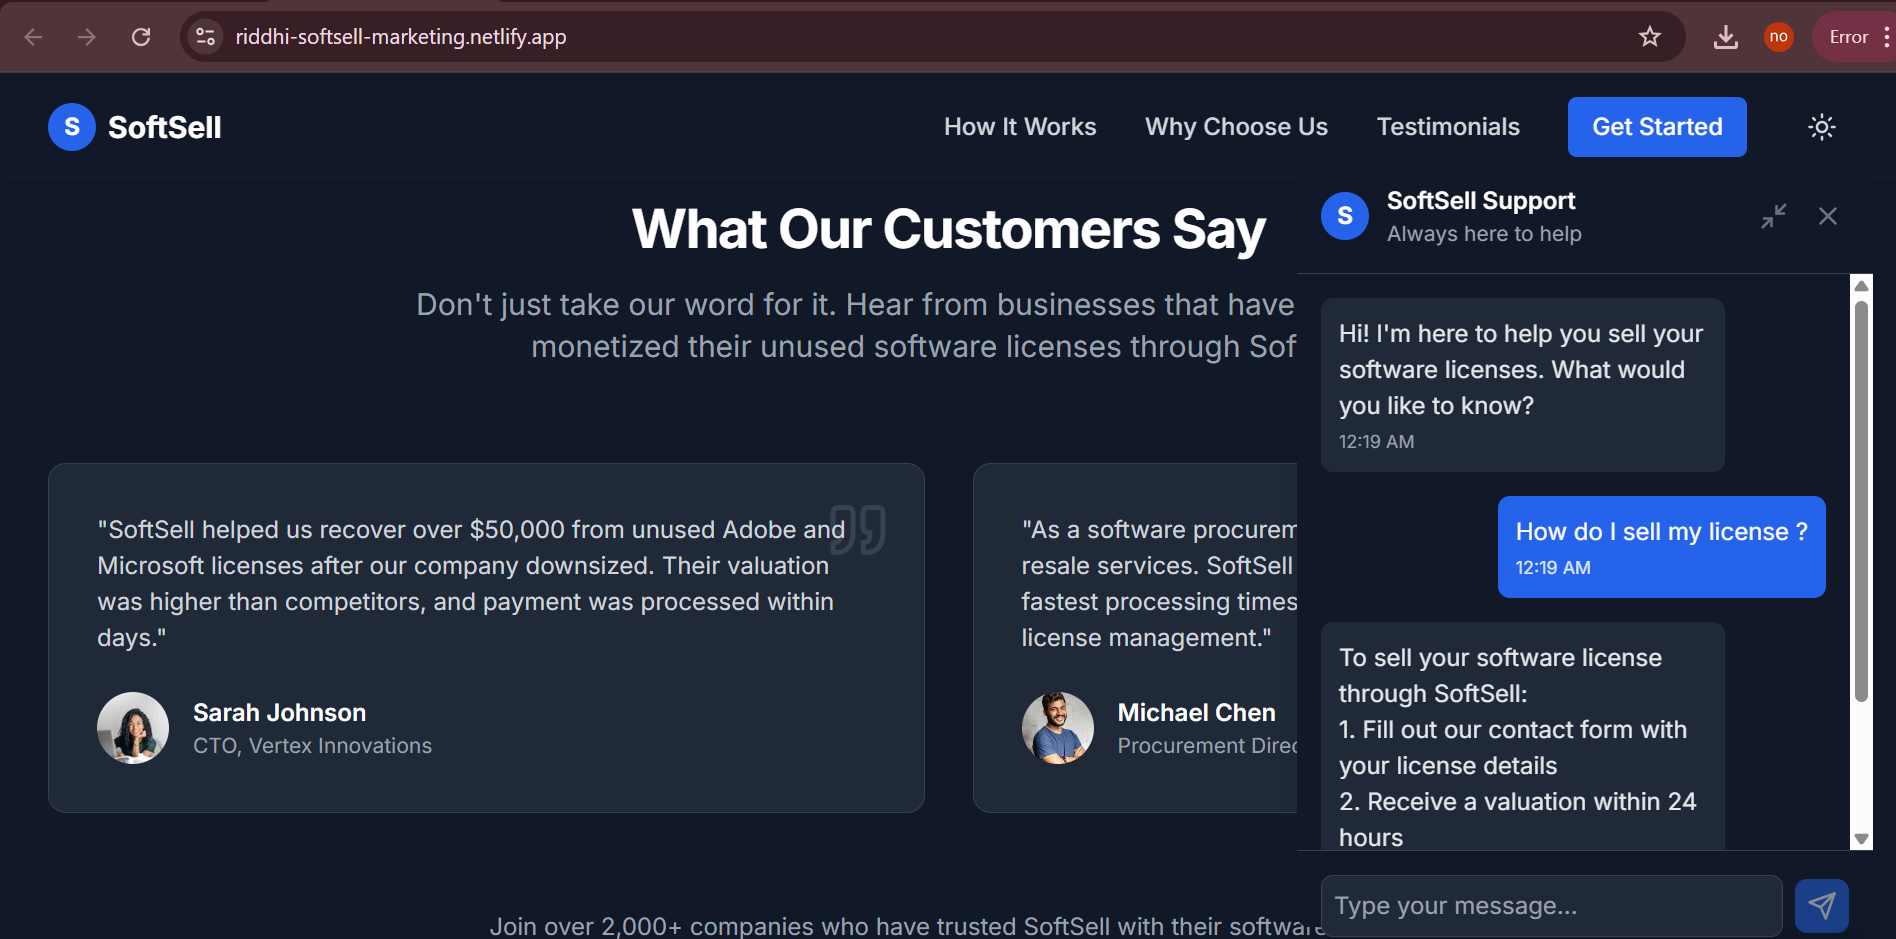 riddhi-softsell-marketing.netlify.app
no
Error
S
SoftSell
How It Works
Why Choose Us
Testimonials
Get Started
What Our Customers Say
Don't just take our word for it. Hear from businesses that have
monetized their unused software licenses through Sof
"SoftSell helped us recover over $50,000 from unused Adobe and
Microsoft licenses after our company downsized. Their valuation
was higher than competitors, and payment was processed within
days."
Sarah Johnson
CTO, Vertex Innovations
"As a software procurem
resale services. SoftSell
fastest processing times
license management."
Michael Chen
Procurement Direc
Join over 2,000+ companies who have trusted SoftSell with their software
S
SoftSell Support
Always here to help
Hi! I'm here to help you sell your
software licenses. What would
you like to know?
12:19 AM
How do I sell my license ?
12:19 AM
To sell your software license
through SoftSell:
1. Fill out our contact form with
your license details
2. Receive a valuation within 24
hours
Type your message...